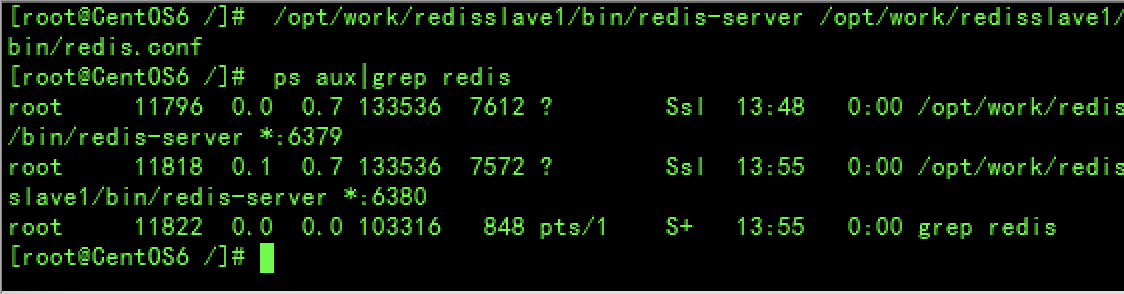 [root@CentOS6 /]#  /opt/work/redisslave1/bin/redis-server /opt/work/redisslave1/
bin/redis.conf
[root@CentOS6 /]#  ps aux|grep redis
root     11796  0.0  0.7 133536  7612 ?        Ssl  13:48   0:00 /opt/work/redis
/bin/redis-server *:6379
root     11818  0.1  0.7 133536  7572 ?        Ssl  13:55   0:00 /opt/work/redis
slave1/bin/redis-server *:6380
root     11822  0.0  0.0 103316   848 pts/1    S+   13:55   0:00 grep redis
[root@CentOS6 /]#